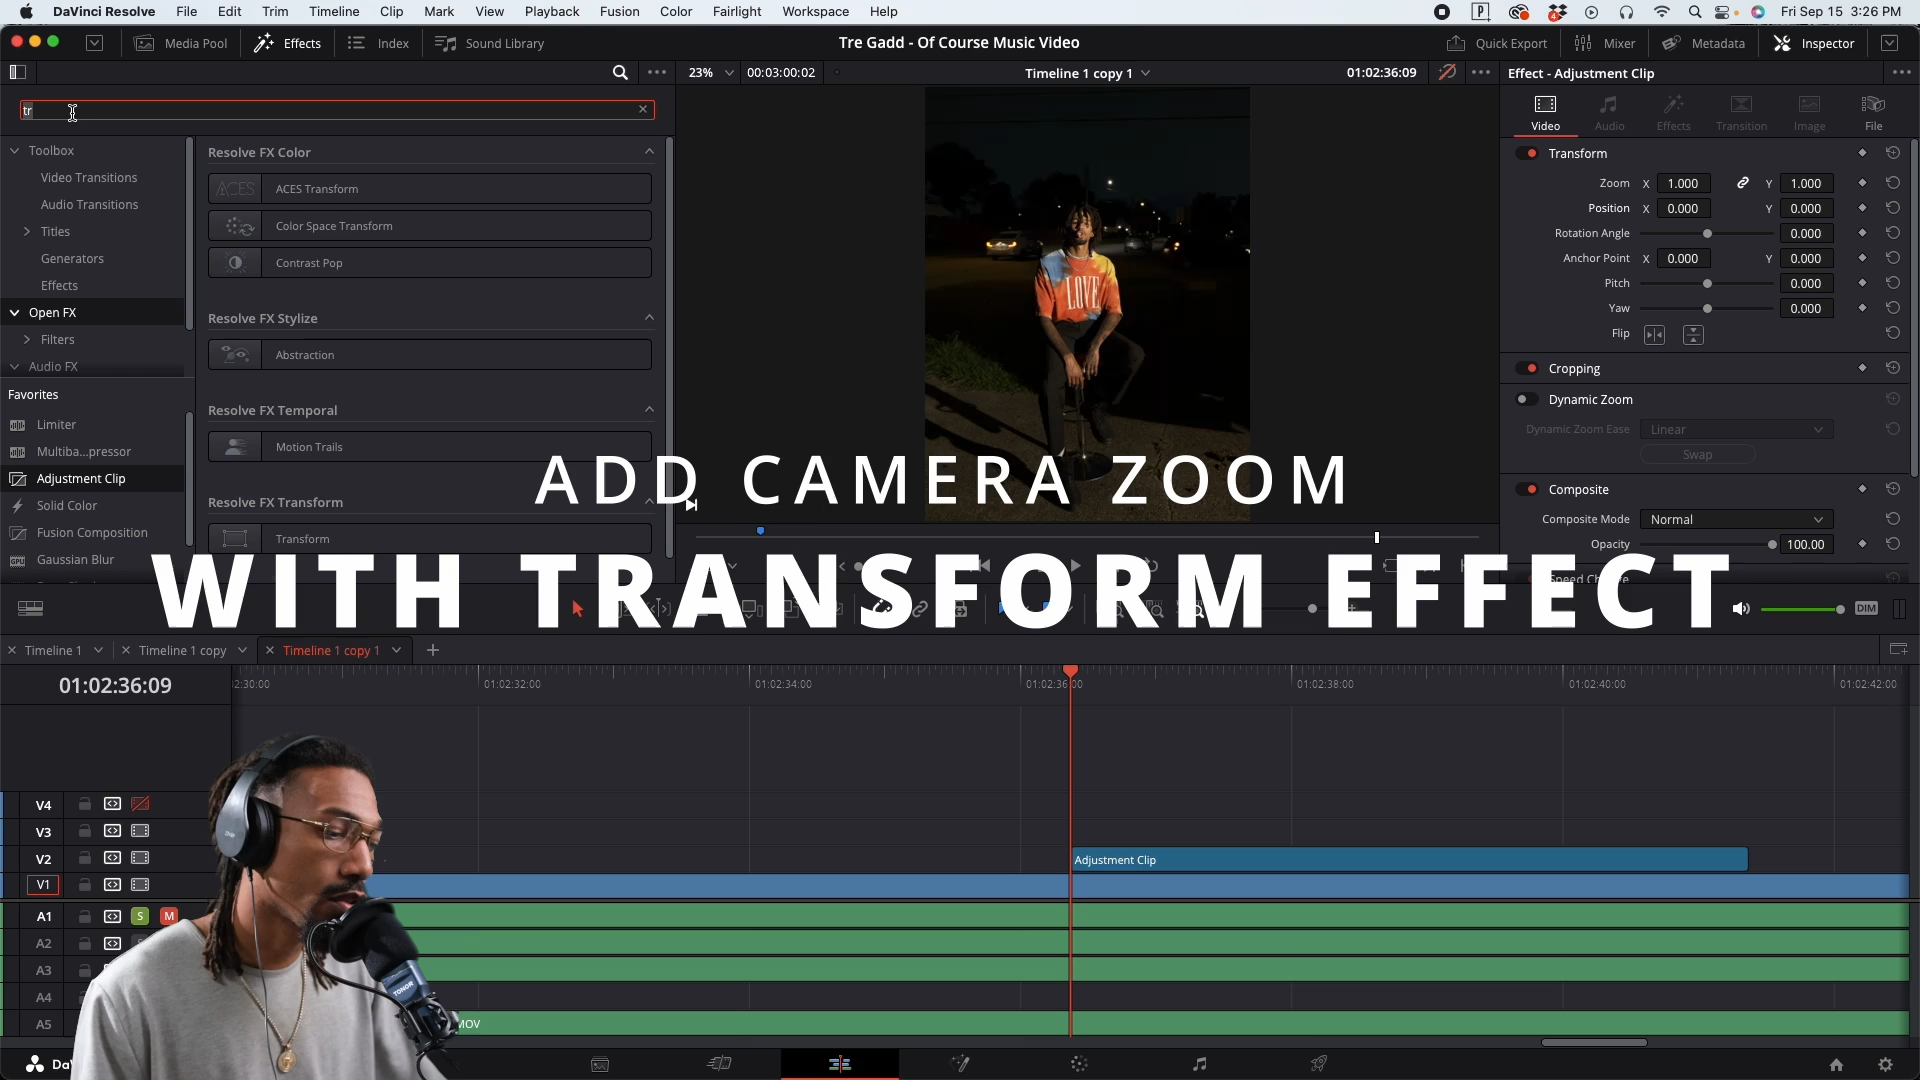 DaVinci Resolve File Edit Trim Timeline Clip Mark View Playback Fusion Color Fairlight Workspace Help
Fri Sep 15 3:26 PM
Media Pool Effects Index Sound Library
Tre Gadd - Of Course Music Video
Quick Export Mixer Metadata Inspector
23% 00:03:00:02
Timeline 1 copy 1
01:02:36:09
Effect - Adjustment Clip
tr
Video Audio Effects Transition Image File
Toolbox
Video Transitions
Audio Transitions
Titles
Generators
Effects
Open FX
Filters
Audio FX
Favorites
Limiter
Multiba...pressor
Adjustment Clip
Solid Color
Fusion Composition
Gaussian Blur
Resolve FX Color
ACES ACES Transform
Color Space Transform
Contrast Pop
Resolve FX Stylize
Abstraction
Resolve FX Temporal
Motion Trails
Resolve FX Transform
Transform
LOVE
Transform
Zoom X 1.000 Y 1.000
Position X 0.000 Y 0.000
Rotation Angle 0.000
Anchor Point X 0.000 Y 0.000
Pitch 0.000
Yaw 0.000
Flip
Cropping
Dynamic Zoom
Dynamic Zoom Ease Linear
Swap
Composite
Composite Mode Normal
Opacity 100.00
ADD CAMERA ZOOM
WITH TRANSFORM EFFECT
DIM
Timeline 1 Timeline 1 copy Timeline 1 copy 1
01:02:36:09
2:30:00 01:02:32:00 01:02:34:00 01:02:36:00 01:02:38:00 01:02:40:00 01:02:42:00
V4
V3
V2 Adjustment Clip
V1
A1 S M
A2
A3
A4
A5 MOV
TONOR